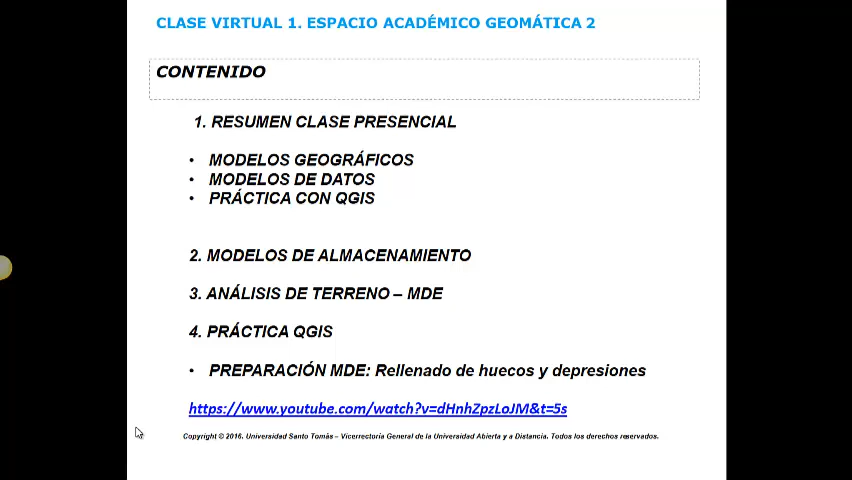 CLASE VIRTUAL 1. ESPACIO ACADÉMICO GEOMÁTICA 2
CONTENIDO
1. RESUMEN CLASE PRESENCIAL
• MODELOS GEOGRÁFICOS
• MODELOS DE DATOS
• PRÁCTICA CON QGIS
2. MODELOS DE ALMACENAMIENTO
3. ANÁLISIS DE TERRENO – MDE
4. PRÁCTICA QGIS
• PREPARACIÓN MDE: Rellenado de huecos y depresiones
https://www.youtube.com/watch?v=dHnhZpzLoJM&t=5s
Copyright © 2016. Universidad Santo Tomás – Vicerrectoría General de la Universidad Abierta y a Distancia. Todos los derechos reservados.